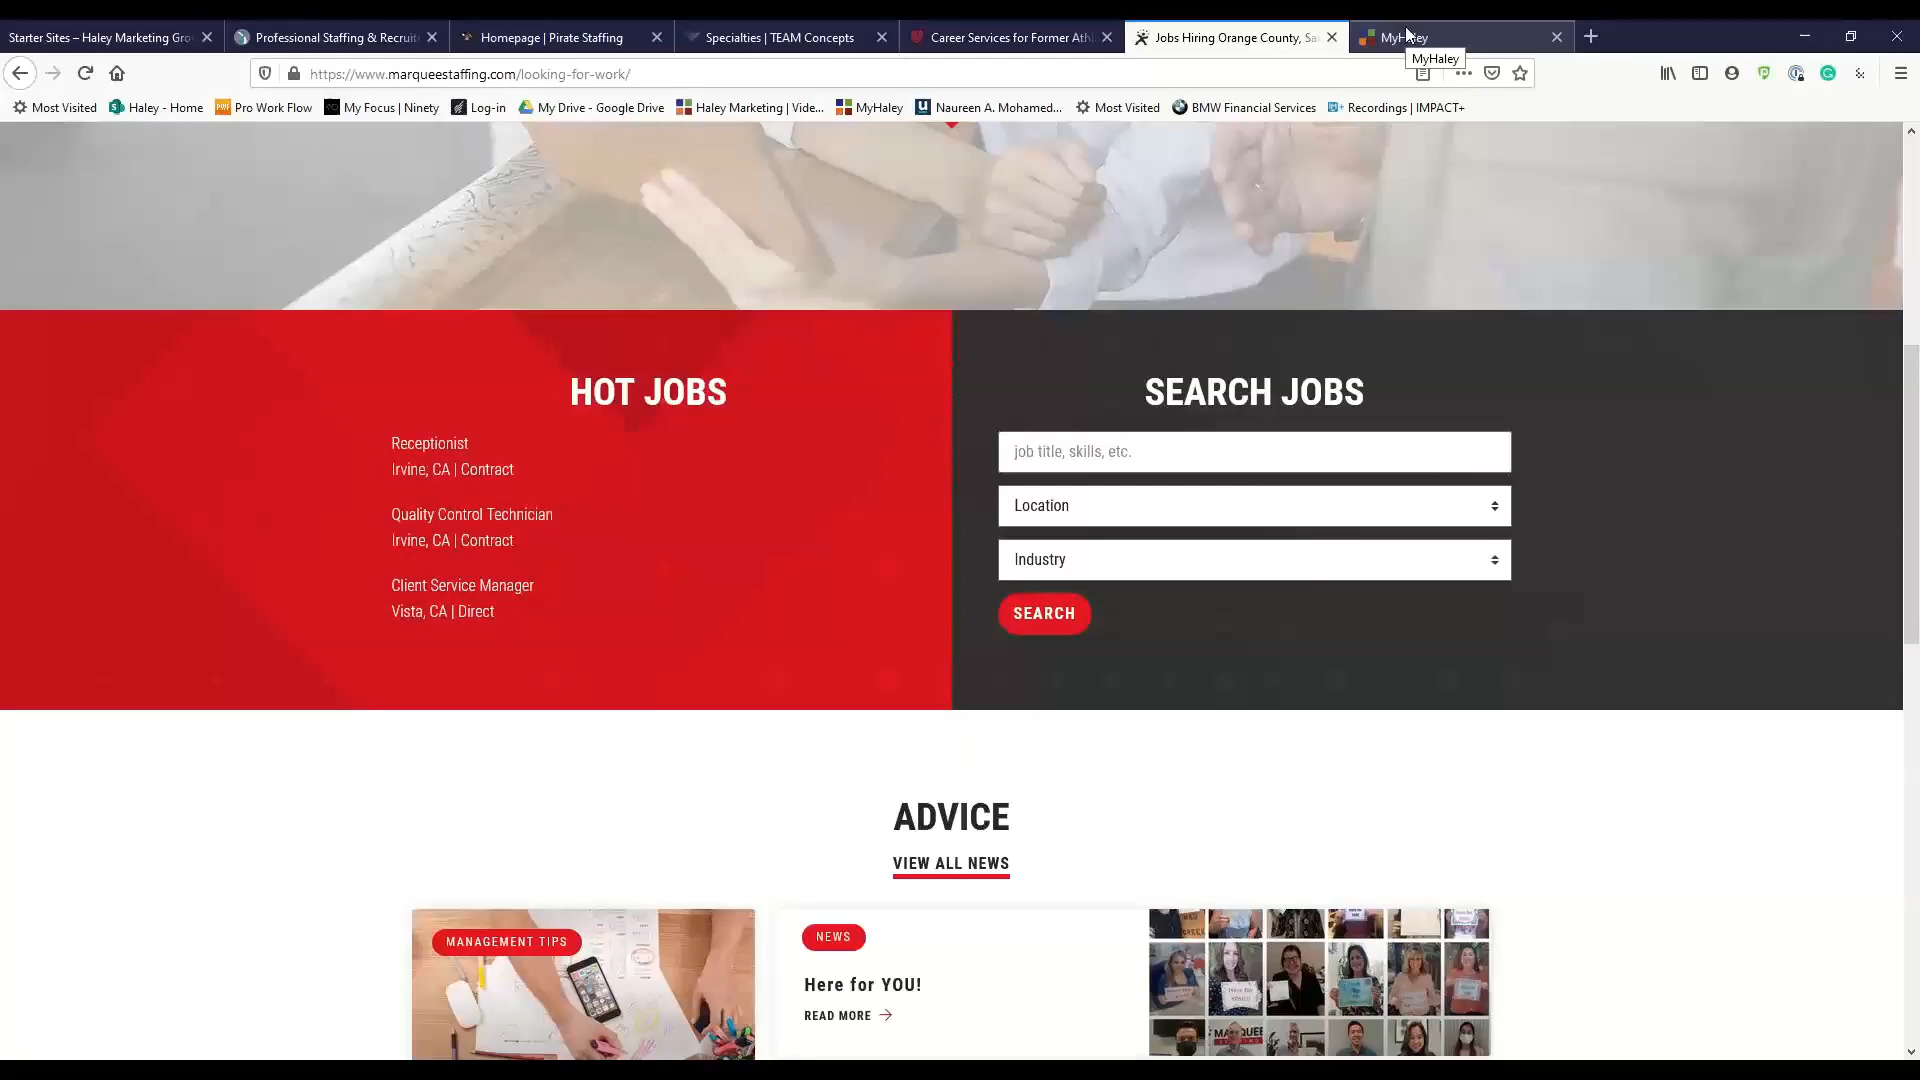 Starter Sites – Haley Marketing Gro
Professional Staffing & Recruit
Homepage | Pirate Staffing
Specialties | TEAM Concepts
Career Services for Former Ath
Jobs Hiring Orange County, Sa
MyHaley
MyHaley
https://www.marqueestaffing.com/looking-for-work/
Most Visited
Haley - Home
Pro Work Flow
My Focus | Ninety
Log-in
My Drive - Google Drive
Haley Marketing | Vide...
MyHaley
Naureen A. Mohamed...
Most Visited
BMW Financial Services
Recordings | IMPACT+
HOT JOBS
Receptionist
Irvine, CA | Contract
Quality Control Technician
Irvine, CA | Contract
Client Service Manager
Vista, CA | Direct
SEARCH JOBS
job title, skills, etc.
Location
Industry
SEARCH
ADVICE
VIEW ALL NEWS
MANAGEMENT TIPS
NEWS
Here for YOU!
READ MORE